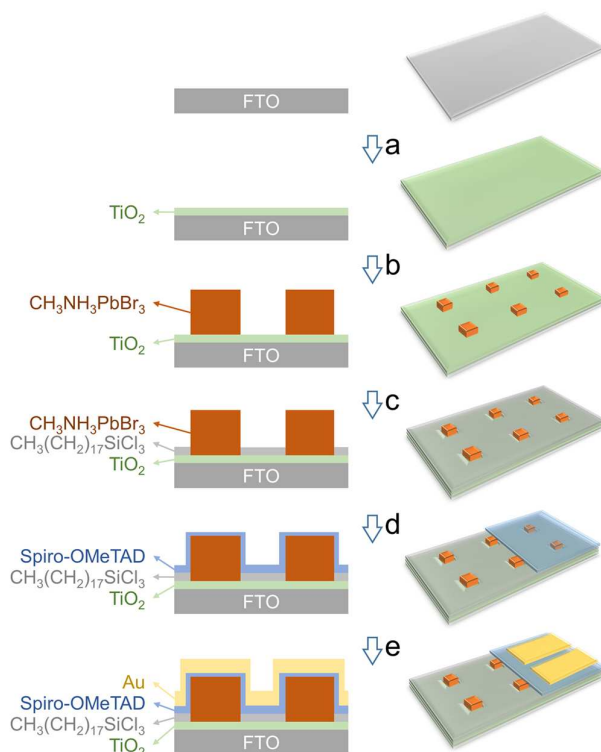 FTO
a
TiO₂
FTO
b
CH₃NH₃PbBr₃
TiO₂
FTO
c
CH₃NH₃PbBr₃
CH₃(CH₂)₁₇SiCl₃
TiO₂
FTO
d
Spiro-OMeTAD
CH₃(CH₂)₁₇SiCl₃
TiO₂
FTO
e
Au
Spiro-OMeTAD
CH₃(CH₂)₁₇SiCl₃
TiO₂
FTO